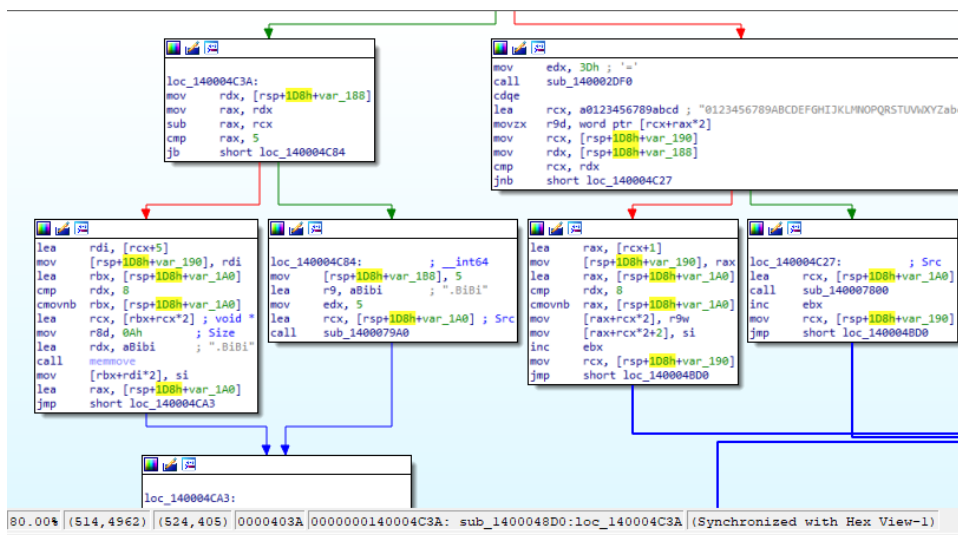 loc_140004C3A:
mov rdx, [rsp+1D8h+var_188]
mov rax, rdx
sub rax, rcx
cmp rax, 5
jb short loc_140004C84
mov edx, 3Dh ; '='
call sub_140002DF0
cdqe
lea rcx, a0123456789abcd ; "0123456789ABCDEFGHIJKLMNOPQRSTUVWXYZab
movzx r9d, word ptr [rcx+rax*2]
mov rcx, [rsp+1D8h+var_190]
mov rdx, [rsp+1D8h+var_188]
cmp rcx, rdx
jnb short loc_140004C27
lea rdi, [rcx+5]
mov [rsp+1D8h+var_190], rdi
lea rbx, [rsp+1D8h+var_1A0]
cmp rdx, 8
cmovnb rbx, [rsp+1D8h+var_1A0]
lea rcx, [rbx+rcx*2] ; void *
mov r8d, 0Ah ; Size
lea rdx, aBibi ; ".BiBi"
call memmove
mov [rbx+rdi*2], si
lea rax, [rsp+1D8h+var_1A0]
jmp short loc_140004CA3
loc_140004C84: ; __int64
mov [rsp+1D8h+var_1B8], 5
lea r9, aBibi ; ".BiBi"
mov edx, 5
lea rcx, [rsp+1D8h+var_1A0] ; Src
call sub_1400079A0
lea rax, [rcx+1]
mov [rsp+1D8h+var_190], rax
lea rax, [rsp+1D8h+var_1A0]
cmp rdx, 8
cmovnb rax, [rsp+1D8h+var_1A0]
mov [rax+rcx*2], r9w
mov [rax+rcx*2+2], si
inc ebx
mov rcx, [rsp+1D8h+var_190]
jmp short loc_140004BD0
loc_140004C27: ; Src
lea rcx, [rsp+1D8h+var_1A0]
call sub_140007800
inc ebx
mov rcx, [rsp+1D8h+var_190]
jmp short loc_140004BD0
loc_140004CA3:
80.00% (514,4962) (524,405) 0000403A 0000000140004C3A: sub_1400048D0:loc_140004C3A (Synchronized with Hex View-1)